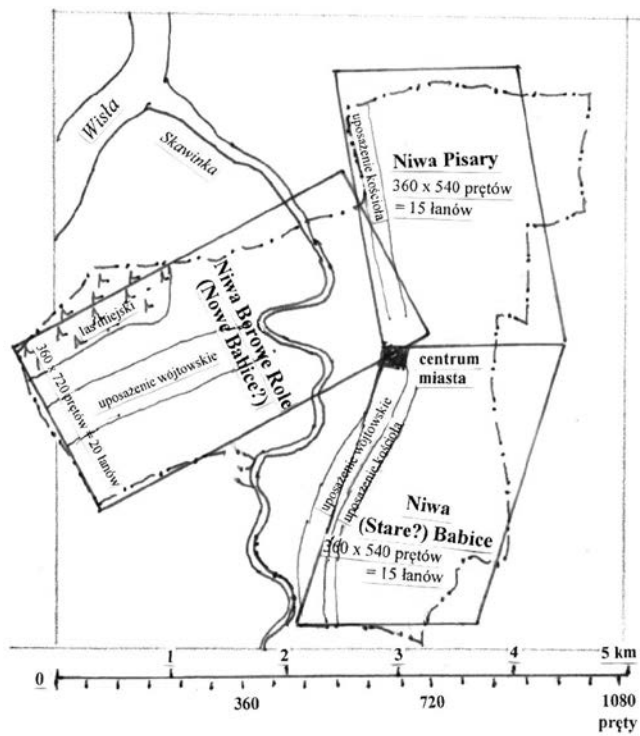 Wisła
Skawinka
uposażenie kościoła
Niwa Pisary
360 x 540 prętów
= 15 łanów
Niwa Borowe Role
(Nowe Babice?)
las miejski
uposażenie wójtowskie
360 x 720 prętów = 20 łanów
centrum
miasta
uposażenie wójtowskie
uposażenie kościoła
Niwa
(Stare?) Babice
360 x 540 prętów
= 15 łanów
0 1 2 3 4 5 km
360 720 1080
pręty